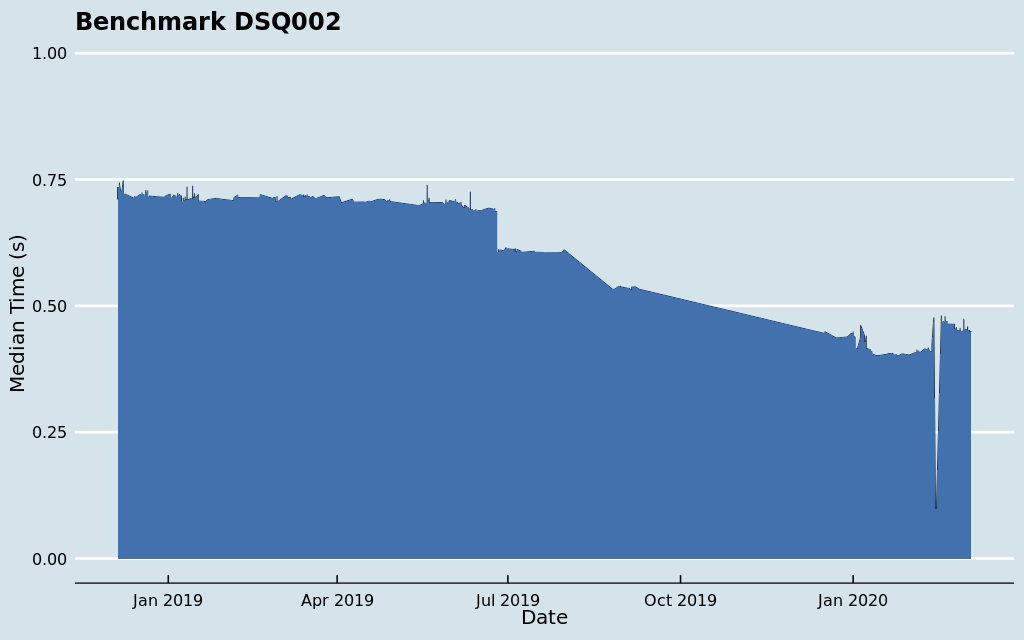 Benchmark DSQ002
1.00
0.75
0.50
0.25
0.00
Median Time (s)
Jan 2019
Apr 2019
Jul 2019
Oct 2019
Jan 2020
Date